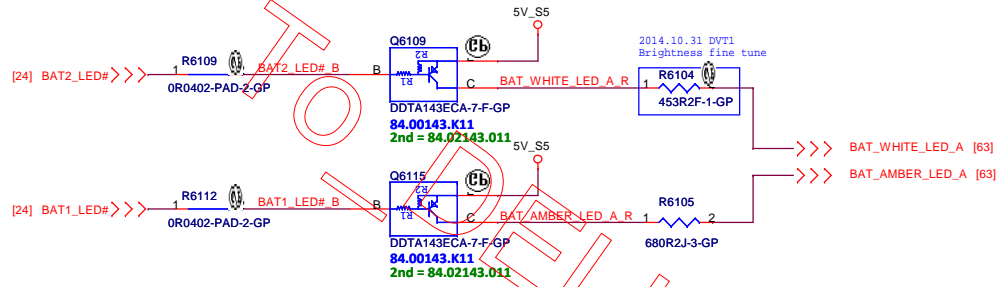 5V_S5
Q6109
2014.10.31 DVT1
Brightness fine tune
R2
R6109
R6104
[24] BAT2_LED#
1
BAT2_LED#_B
B
R1
C
BAT_WHITE_LED_A_R
1
2
0R0402-PAD-2-GP
453R2F-1-GP
DDTA143ECA-7-F-GP
84.00143.K11
2nd = 84.02143.011
5V_S5
BAT_WHITE_LED_A [63]
BAT_AMBER_LED_A [63]
Q6115
R2
R6112
R6105
[24] BAT1_LED#
1
BAT1_LED#_B
B
R1
C
BAT_AMBER_LED_A_R
1
2
0R0402-PAD-2-GP
680R2J-3-GP
DDTA143ECA-7-F-GP
84.00143.K11
2nd = 84.02143.011